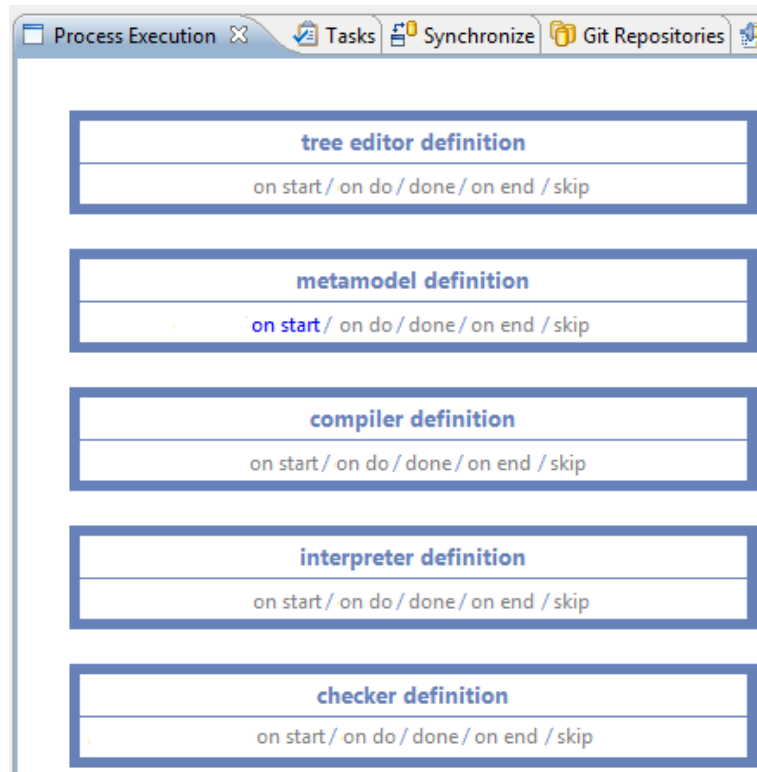 Process Execution Tasks Synchronize Git Repositories
tree editor definition
on start / on do / done / on end / skip
metamodel definition
on start / on do / done / on end / skip
compiler definition
on start / on do / done / on end / skip
interpreter definition
on start / on do / done / on end / skip
checker definition
on start / on do / done / on end / skip